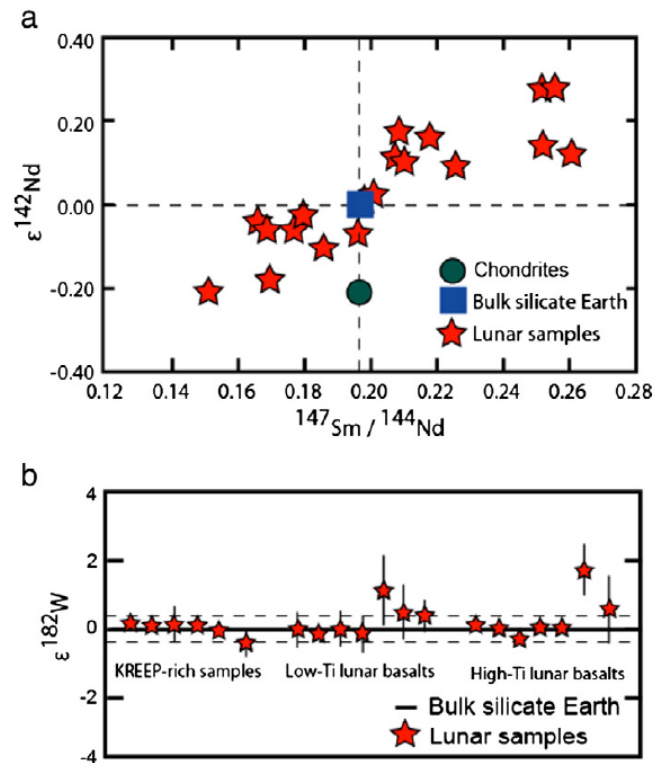 a
0.40
0.20
0.00
-0.20
-0.40
ε142Nd
Chondrites
Bulk silicate Earth
Lunar samples
0.12 0.14 0.16 0.18 0.20 0.22 0.24 0.26 0.28
147Sm / 144Nd
b
4
2
0
-2
-4
ε 182W
KREEP-rich samples Low-Ti lunar basalts High-Ti lunar basalts
Bulk silicate Earth
Lunar samples